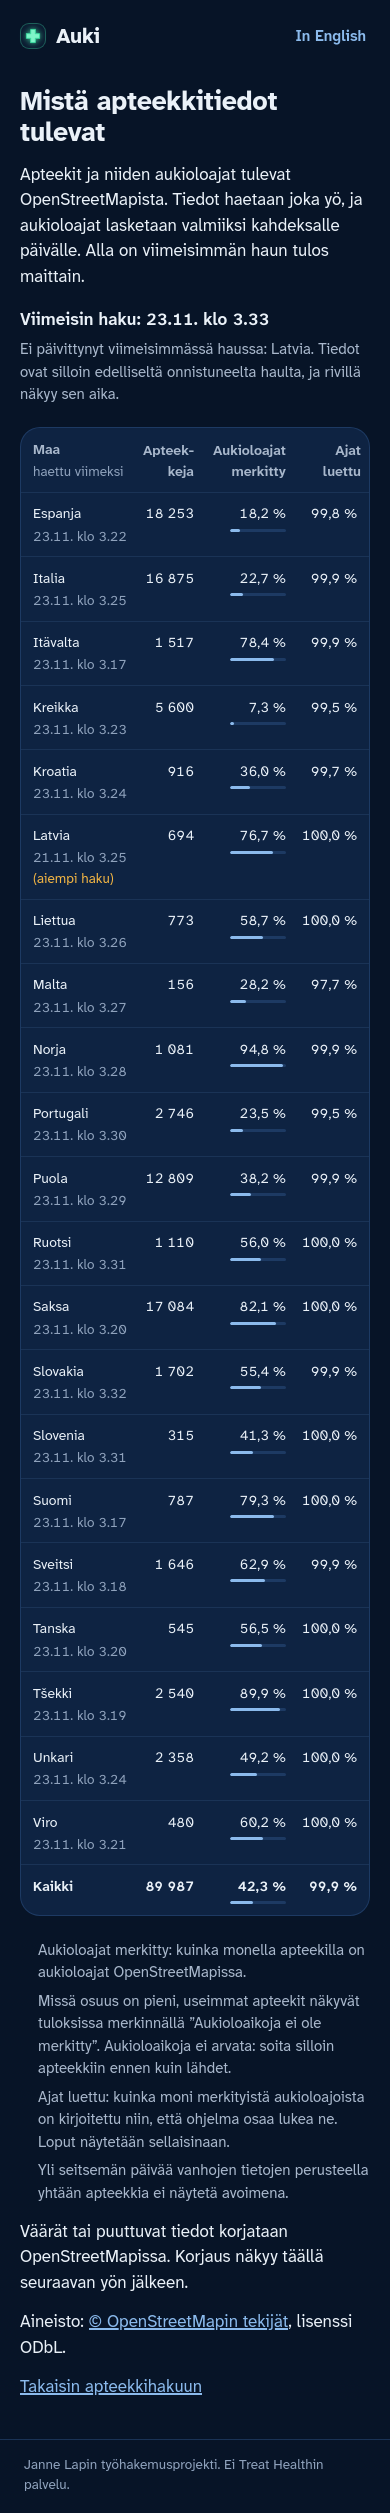 Auki
In English
Mistä apteekkitiedot
tulevat
Apteekit ja niiden aukioloajat tulevat
OpenStreetMapista. Tiedot haetaan joka yö, ja
aukioloajat lasketaan valmiiksi kahdeksalle
päivälle. Alla on viimeisimmän haun tulos
maittain.
Viimeisin haku: 23.11. klo 3.33
Ei päivittynyt viimeisimmässä haussa: Latvia. Tiedot
ovat silloin edelliseltä onnistuneelta haulta, ja rivillä
näkyy sen aika.
Maa Apteek- Aukioloajat Ajat
haettu viimeksi keja merkitty luettu
Espanja 18 253 18,2 % 99,8 %
23.11. klo 3.22
Italia 16 875 22,7 % 99,9 %
23.11. klo 3.25
Itävalta 1 517 78,4 % 99,9 %
23.11. klo 3.17
Kreikka 5 600 7,3 % 99,5 %
23.11. klo 3.23
Kroatia 916 36,0 % 99,7 %
23.11. klo 3.24
Latvia 694 76,7 % 100,0 %
21.11. klo 3.25
(aiempi haku)
Liettua 773 58,7 % 100,0 %
23.11. klo 3.26
Malta 156 28,2 % 97,7 %
23.11. klo 3.27
Norja 1 081 94,8 % 99,9 %
23.11. klo 3.28
Portugali 2 746 23,5 % 99,5 %
23.11. klo 3.30
Puola 12 809 38,2 % 99,9 %
23.11. klo 3.29
Ruotsi 1 110 56,0 % 100,0 %
23.11. klo 3.31
Saksa 17 084 82,1 % 100,0 %
23.11. klo 3.20
Slovakia 1 702 55,4 % 99,9 %
23.11. klo 3.32
Slovenia 315 41,3 % 100,0 %
23.11. klo 3.31
Suomi 787 79,3 % 100,0 %
23.11. klo 3.17
Sveitsi 1 646 62,9 % 99,9 %
23.11. klo 3.18
Tanska 545 56,5 % 100,0 %
23.11. klo 3.20
Tšekki 2 540 89,9 % 100,0 %
23.11. klo 3.19
Unkari 2 358 49,2 % 100,0 %
23.11. klo 3.24
Viro 480 60,2 % 100,0 %
23.11. klo 3.21
Kaikki 89 987 42,3 % 99,9 %
Aukioloajat merkitty: kuinka monella apteekilla on
aukioloajat OpenStreetMapissa.
Missä osuus on pieni, useimmat apteekit näkyvät
tuloksissa merkinnällä ”Aukioloaikoja ei ole
merkitty”. Aukioloaikoja ei arvata: soita silloin
apteekkiin ennen kuin lähdet.
Ajat luettu: kuinka moni merkityistä aukioloajoista
on kirjoitettu niin, että ohjelma osaa lukea ne.
Loput näytetään sellaisinaan.
Yli seitsemän päivää vanhojen tietojen perusteella
yhtään apteekkia ei näytetä avoimena.
Väärät tai puuttuvat tiedot korjataan
OpenStreetMapissa. Korjaus näkyy täällä
seuraavan yön jälkeen.
Aineisto: © OpenStreetMapin tekijät, lisenssi
ODbL.
Takaisin apteekkihakuun
Janne Lapin työhakemusprojekti. Ei Treat Healthin
palvelu.